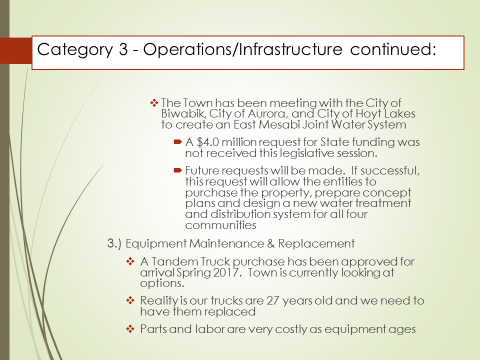 Category 3 - Operations/Infrastructure continued:
The Town has been meeting with the City of
Biwabik, City of Aurora, and City of Hoyt Lakes
to create an East Mesabi Joint Water System
A $4.0 million request for State funding was
not received this legislative session.
Future requests will be made. If successful,
this request will allow the entities to
purchase the property, prepare concept
plans and design a new water treatment
and distribution system for all four
communities
3.) Equipment Maintenance & Replacement
A Tandem Truck purchase has been approved for
arrival Spring 2017. Town is currently looking at
options.
Reality is our trucks are 27 years old and we need to
have them replaced
Parts and labor are very costly as equipment ages